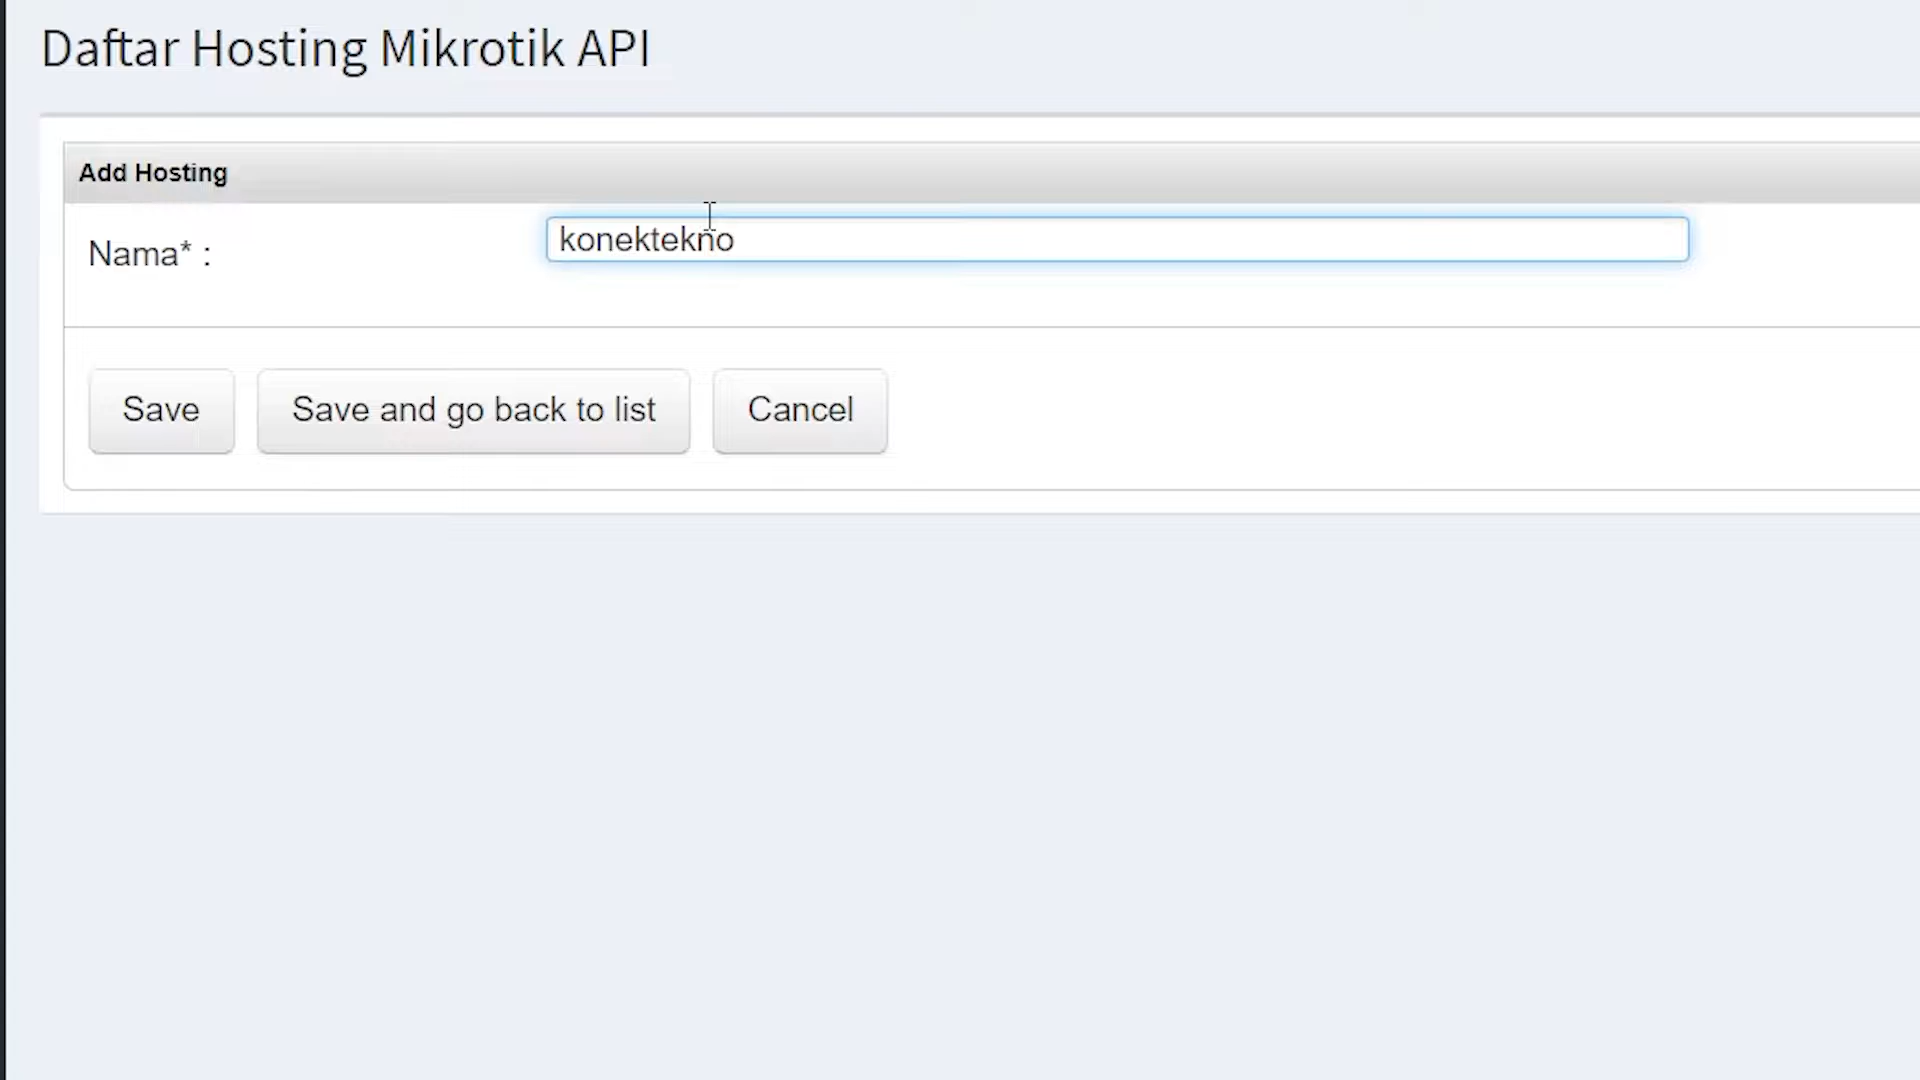 Daftar Hosting Mikrotik API
Add Hosting
Nama* :
konektekno
Save
Save and go back to list
Cancel